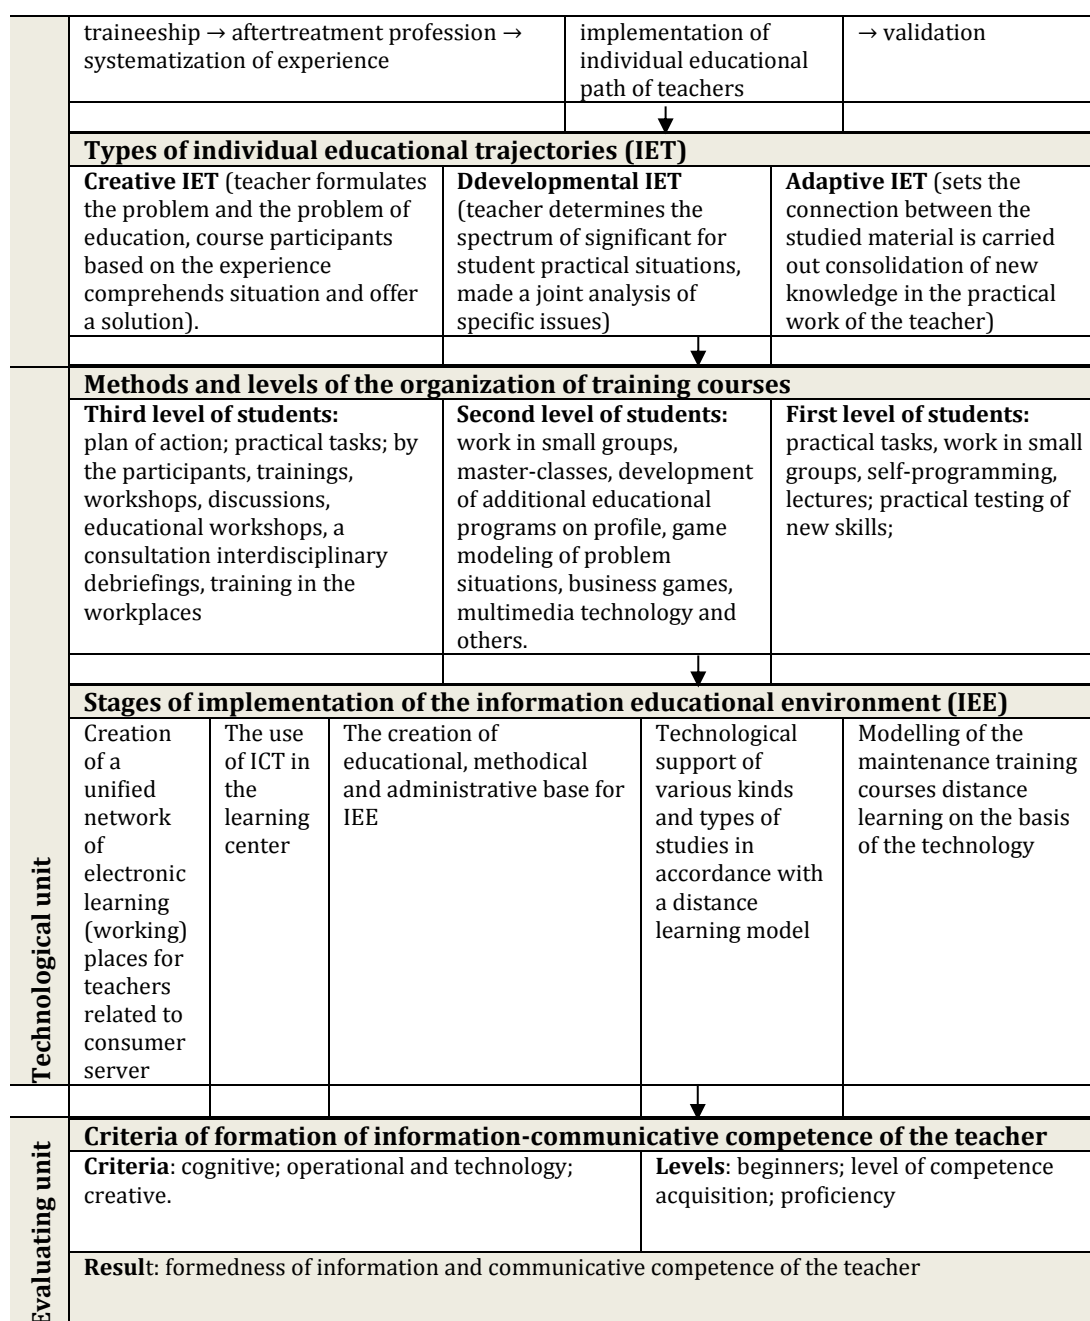 traineeship → aftertreatment profession →
systematization of experience
implementation of
individual educational
path of teachers
→ validation
Types of individual educational trajectories (IET)
Creative IET (teacher formulates
the problem and the problem of
education, course participants
based on the experience
comprehends situation and offer
a solution).
Ddevelopmental IET
(teacher determines the
spectrum of significant for
student practical situations,
made a joint analysis of
specific issues)
Adaptive IET (sets the
connection between the
studied material is carried
out consolidation of new
knowledge in the practical
work of the teacher)
Technological unit
Methods and levels of the organization of training courses
Third level of students:
plan of action; practical tasks; by
the participants, trainings,
workshops, discussions,
educational workshops, a
consultation interdisciplinary
debriefings, training in the
workplaces
Second level of students:
work in small groups,
master-classes, development
of additional educational
programs on profile, game
modeling of problem
situations, business games,
multimedia technology and
others.
First level of students:
practical tasks, work in small
groups, self-programming,
lectures; practical testing of
new skills;
Stages of implementation of the information educational environment (IEE)
Creation
of a
unified
network
of
electronic
learning
(working)
places for
teachers
related to
consumer
server
The use
of ICT in
the
learning
center
The creation of
educational, methodical
and administrative base for
IEE
Technological
support of
various kinds
and types of
studies in
accordance with
a distance
learning model
Modelling of the
maintenance training
courses distance
learning on the basis
of the technology
Evaluating unit
Criteria of formation of information-communicative competence of the teacher
Criteria: cognitive; operational and technology;
creative.
Levels: beginners; level of competence
acquisition; proficiency
Result: formedness of information and communicative competence of the teacher